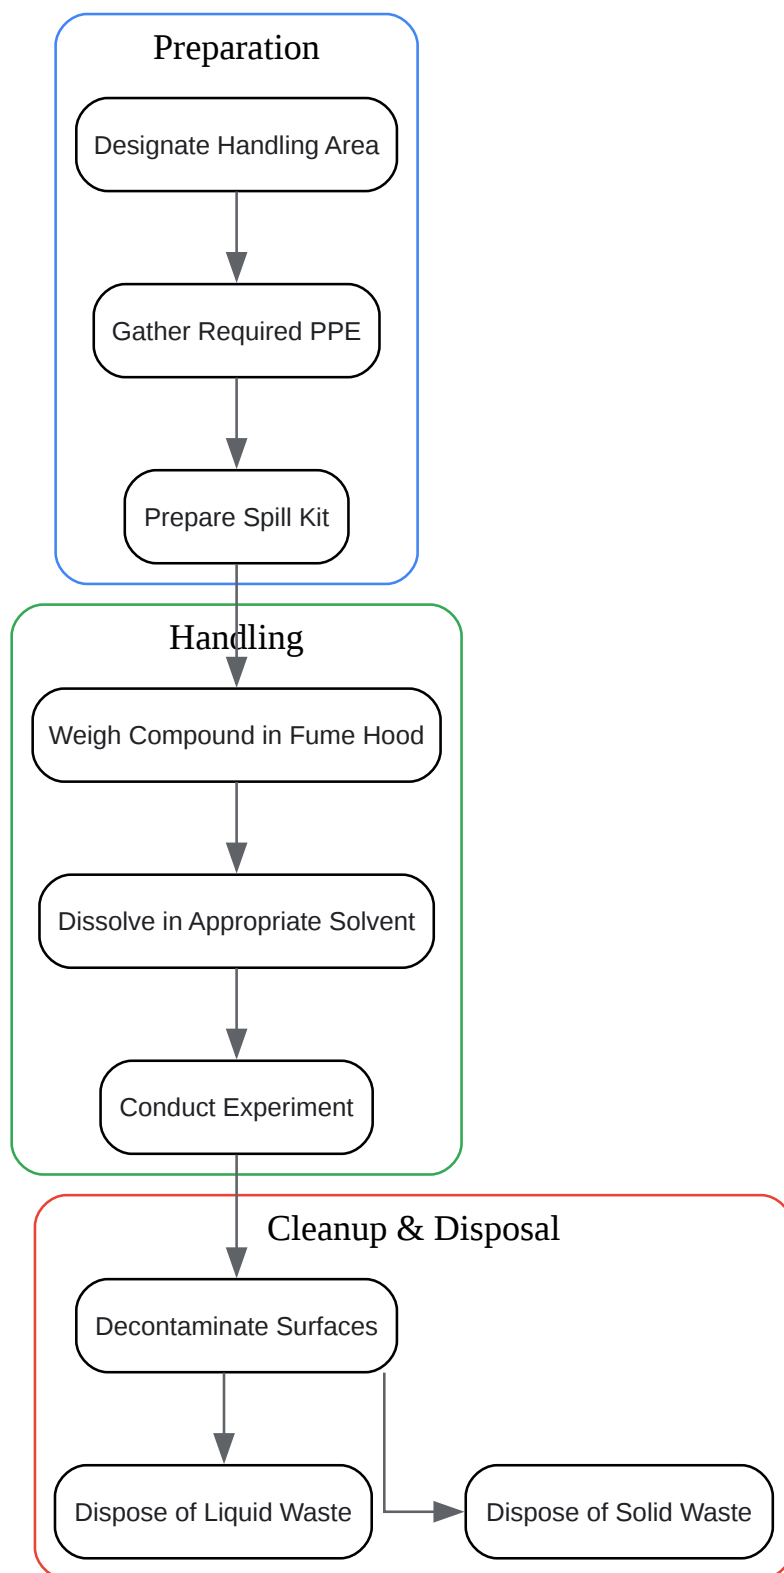 Preparation
Designate Handling Area
Gather Required PPE
Prepare Spill Kit
Handling
Weigh Compound in Fume Hood
Dissolve in Appropriate Solvent
Conduct Experiment
Cleanup & Disposal
Decontaminate Surfaces
Dispose of Liquid Waste
Dispose of Solid Waste